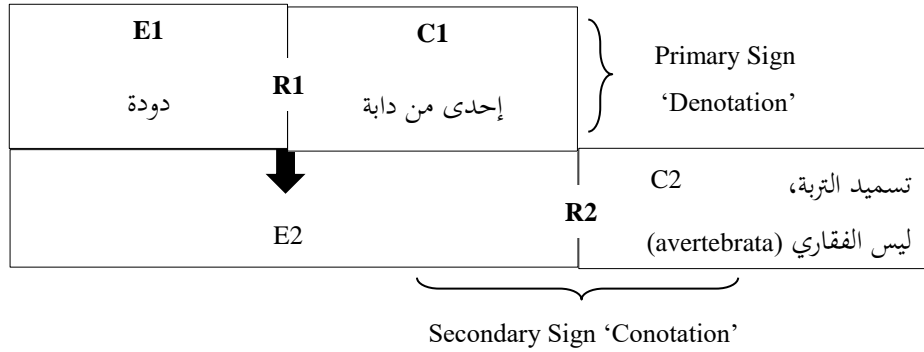 E1
C1
R1
دودة
إحدى من دابة
Primary Sign
‘Denotation’
E2
R2
C2
تسميد التربة،
ليس الفقاري (avertebrata)
Secondary Sign ‘Conotation’